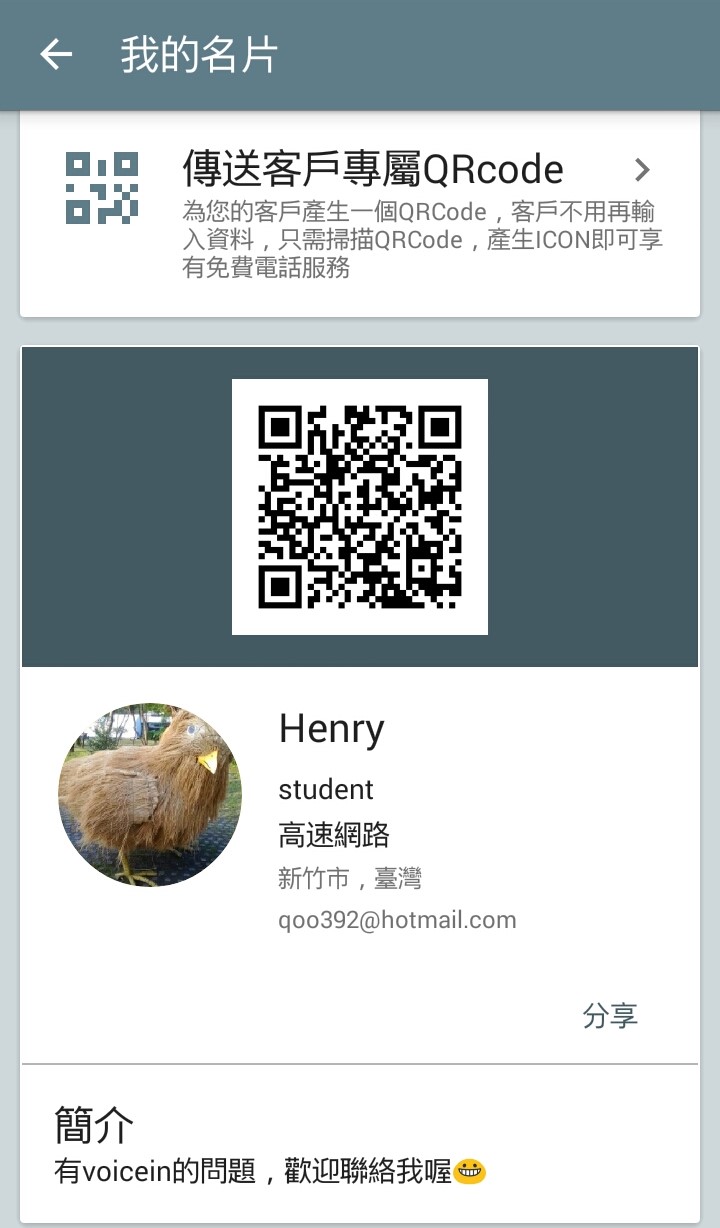 我的名片
傳送客戶專屬QRcode
為您的客戶產生一個QRCode，客戶不用再輸
入資料，只需掃描QRCode，產生ICON即可享
有免費電話服務
Henry
student
高速網路
新竹市，臺灣
qoo392@hotmail.com
分享
簡介
有voicein的問題，歡迎聯絡我喔😀